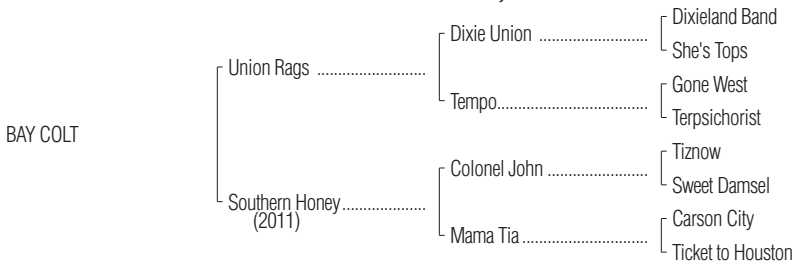 Dixieland Band
Dixie Union ..........................
She's Tops
Union Rags ..........................
Gone West
Tempo....................................
Terpsichorist
BAY COLT
Tiznow
Colonel John ........................
Sweet Damsel
Southern Honey....................
(2011)
Carson City
Mama Tia ..............................
Ticket to Houston